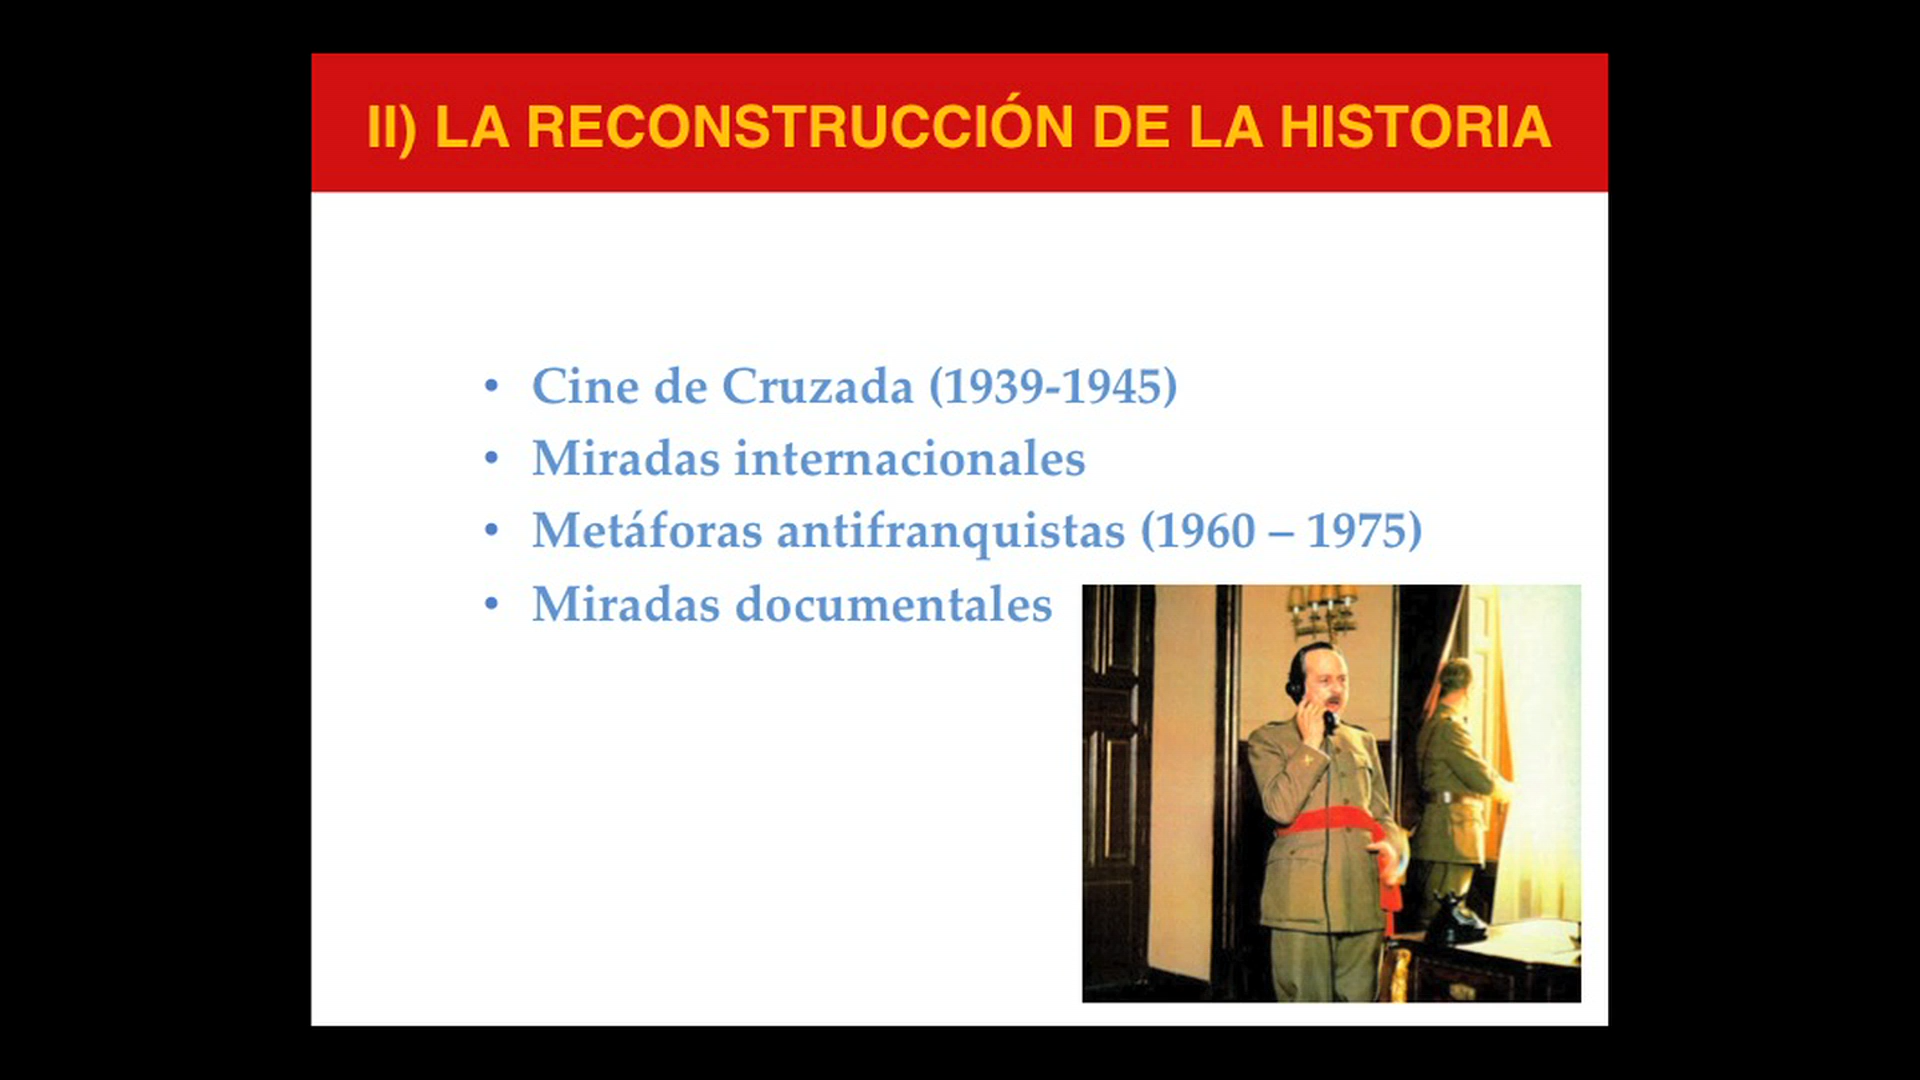 II) LA RECONSTRUCCIÓN DE LA HISTORIA
• Cine de Cruzada (1939-1945)
• Miradas internacionales
• Metáforas antifranquistas (1960 – 1975)
• Miradas documentales